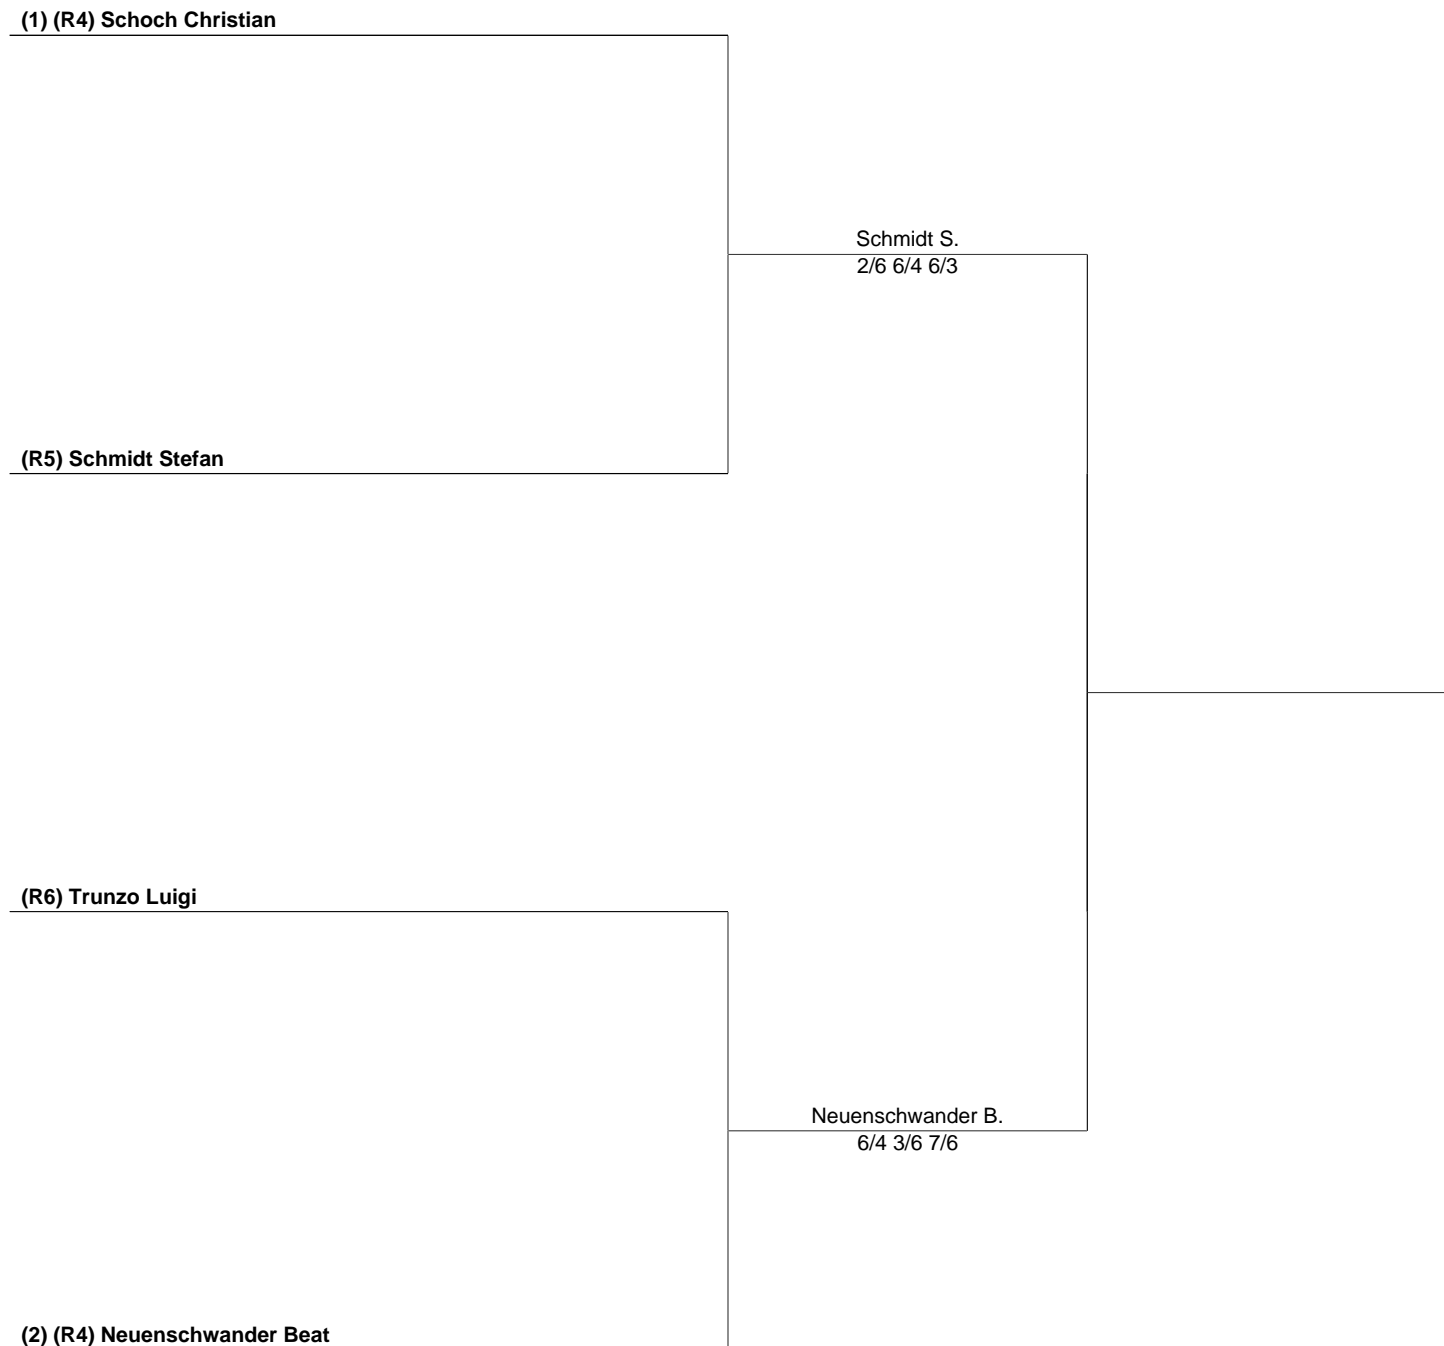 (1) (R4) Schoch Christian
Schmidt S.
2/6 6/4 6/3
(R5) Schmidt Stefan
(R6) Trunzo Luigi
Neuenschwander B.
6/4 3/6 7/6
(2) (R4) Neuenschwander Beat